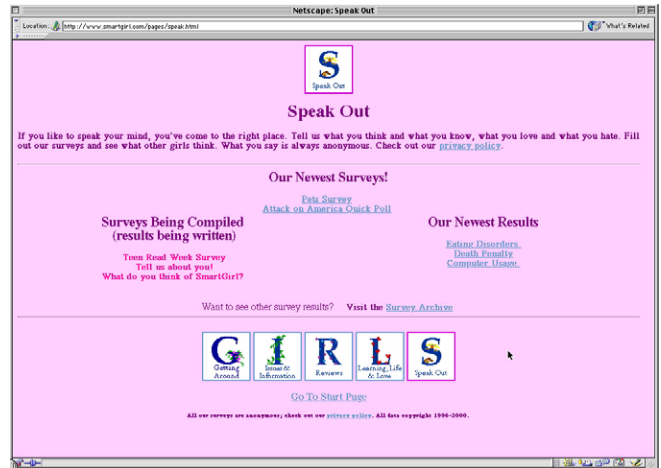 Netscape: Speak Out
Location: http://www.smartgirl.com/pages/speak.html What's Related
S
Speak Out
Speak Out
If you like to speak your mind, you've come to the right place. Tell us what you think and what you know, what you love and what you hate. Fill
out our surveys and see what other girls think. What you say is always anonymous. Check out our privacy policy.
Our Newest Surveys!
Pets Survey
Attack on America Quick Poll
Surveys Being Compiled
(results being written)
Teen Read Week Survey
Tell us about you!
What do you think of SmartGirl?
Our Newest Results
Eating Disorders
Death Penalty
Computer Usage
Want to see other survey results? Visit the Survey Archive
G I R L S
Getting Around Issues & Information Reviews Learning, Life & Love Speak Out
Go To Start Page
All our surveys are anonymous; check out our privacy policy. All data copyright 1996-2000.